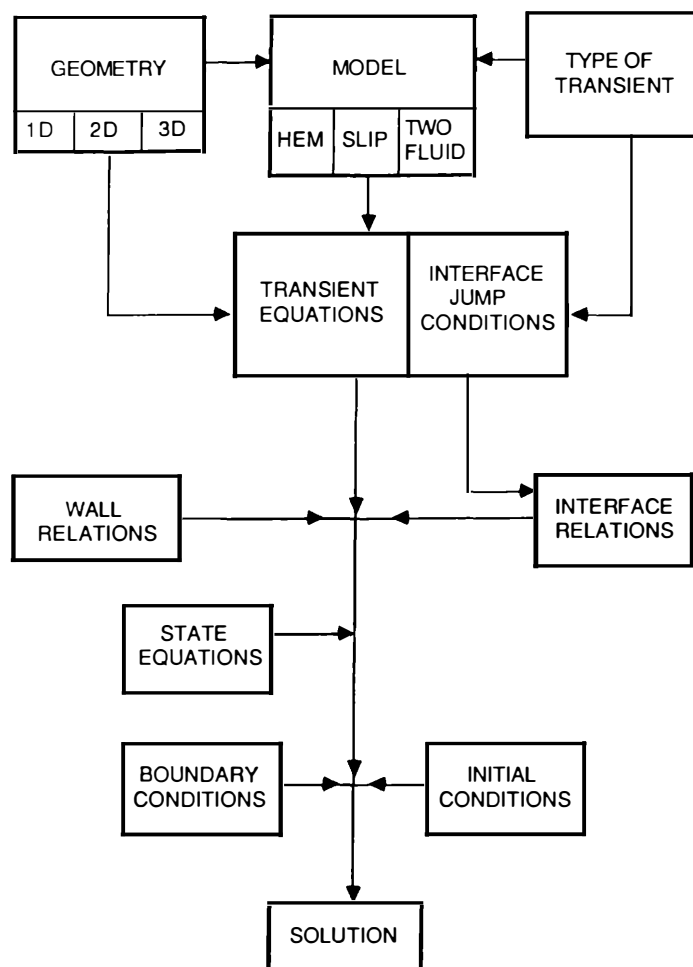 GEOMETRY
1D 2D 3D
MODEL
HEM SLIP TWO
FLUID
TYPE OF
TRANSIENT
TRANSIENT
EQUATIONS
INTERFACE
JUMP
CONDITIONS
WALL
RELATIONS
INTERFACE
RELATIONS
STATE
EQUATIONS
BOUNDARY
CONDITIONS
INITIAL
CONDITIONS
SOLUTION